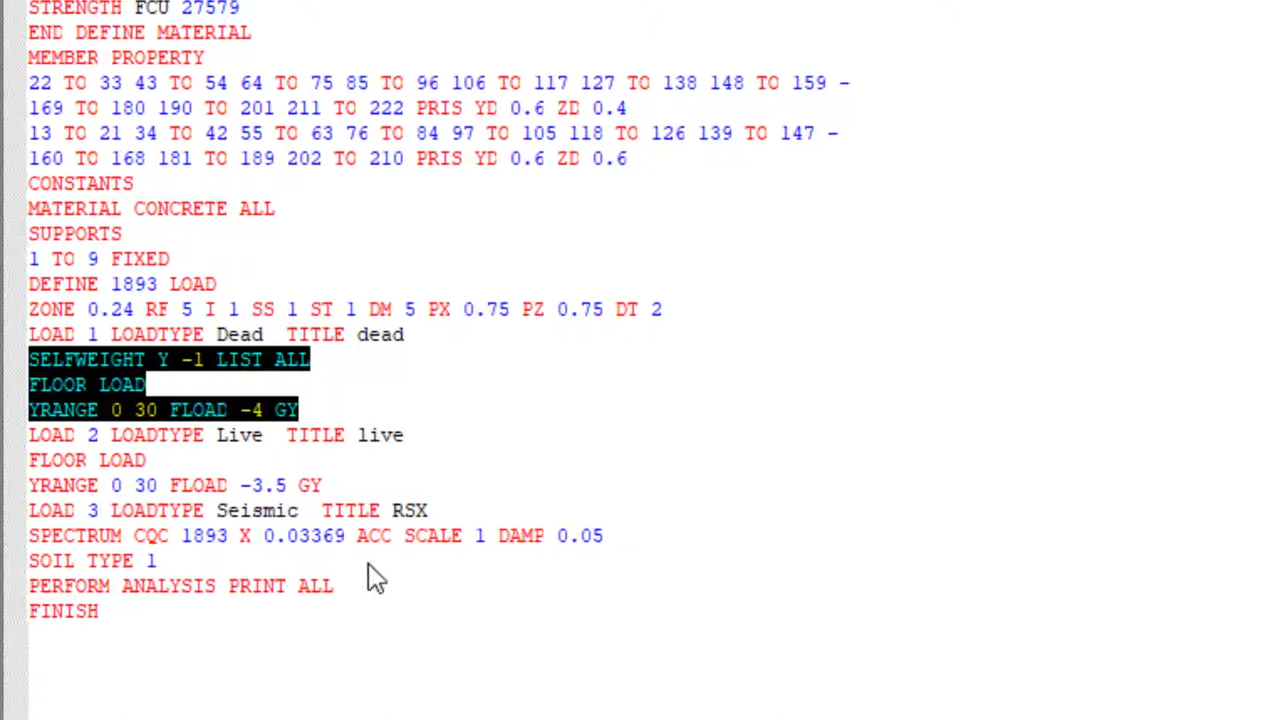 STRENGTH FCU 27579
END DEFINE MATERIAL
MEMBER PROPERTY
22 TO 33 43 TO 54 64 TO 75 85 TO 96 106 TO 117 127 TO 138 148 TO 159 -
169 TO 180 190 TO 201 211 TO 222 PRIS YD 0.6 ZD 0.4
13 TO 21 34 TO 42 55 TO 63 76 TO 84 97 TO 105 118 TO 126 139 TO 147 -
160 TO 168 181 TO 189 202 TO 210 PRIS YD 0.6 ZD 0.6
CONSTANTS
MATERIAL CONCRETE ALL
SUPPORTS
1 TO 9 FIXED
DEFINE 1893 LOAD
ZONE 0.24 RF 5 I 1 SS 1 ST 1 DM 5 PX 0.75 PZ 0.75 DT 2
LOAD 1 LOADTYPE Dead  TITLE dead
SELFWEIGHT Y -1 LIST ALL
FLOOR LOAD
YRANGE 0 30 FLOAD -4 GY
LOAD 2 LOADTYPE Live  TITLE live
FLOOR LOAD
YRANGE 0 30 FLOAD -3.5 GY
LOAD 3 LOADTYPE Seismic  TITLE RSX
SPECTRUM CQC 1893 X 0.03369 ACC SCALE 1 DAMP 0.05
SOIL TYPE 1
PERFORM ANALYSIS PRINT ALL
FINISH